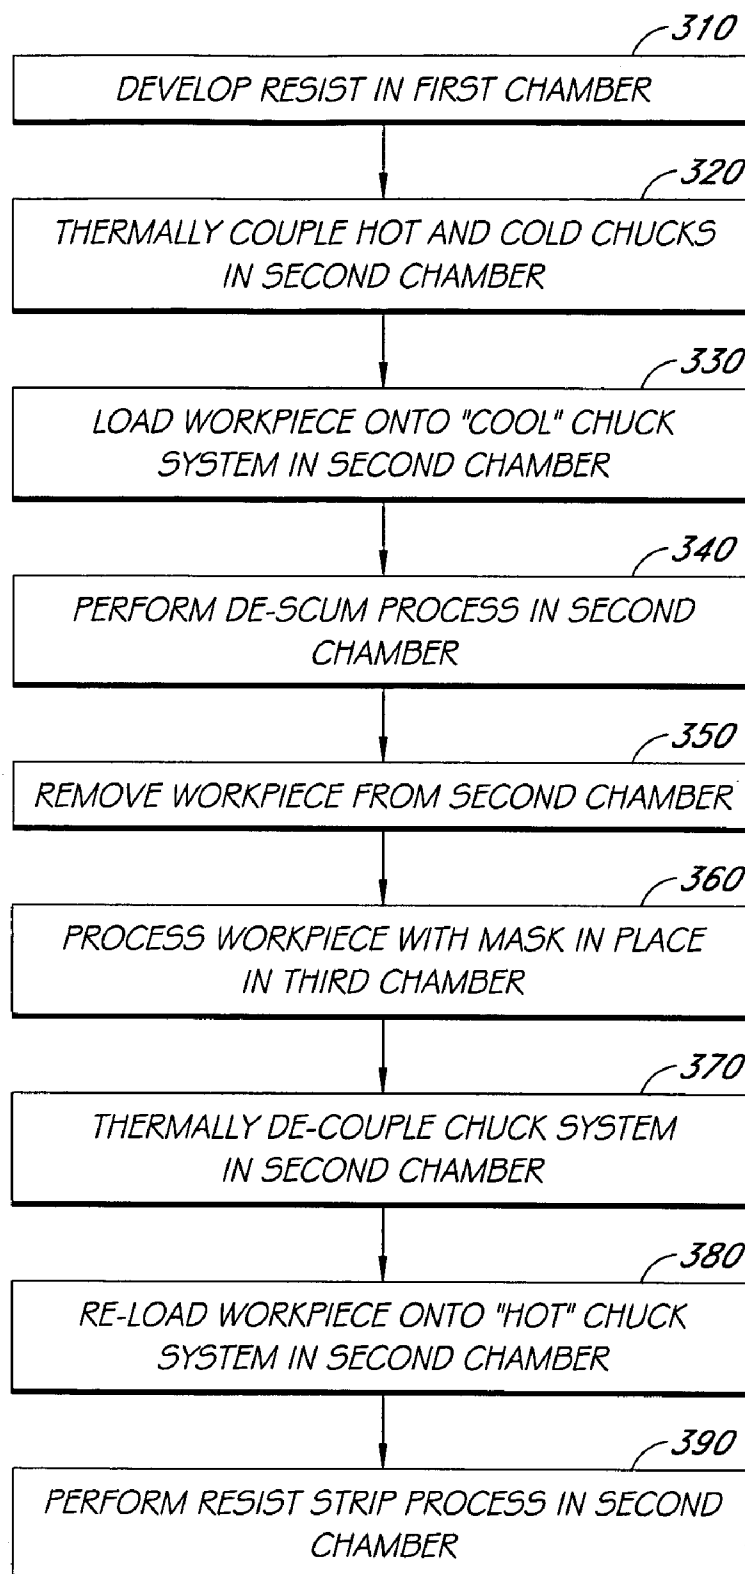 310
DEVELOP RESIST IN FIRST CHAMBER
320
THERMALLY COUPLE HOT AND COLD CHUCKS
IN SECOND CHAMBER
330
LOAD WORKPIECE ONTO "COOL" CHUCK
SYSTEM IN SECOND CHAMBER
340
PERFORM DE-SCUM PROCESS IN SECOND
CHAMBER
350
REMOVE WORKPIECE FROM SECOND CHAMBER
360
PROCESS WORKPIECE WITH MASK IN PLACE
IN THIRD CHAMBER
370
THERMALLY DE-COUPLE CHUCK SYSTEM
IN SECOND CHAMBER
380
RE-LOAD WORKPIECE ONTO "HOT" CHUCK
SYSTEM IN SECOND CHAMBER
390
PERFORM RESIST STRIP PROCESS IN SECOND
CHAMBER